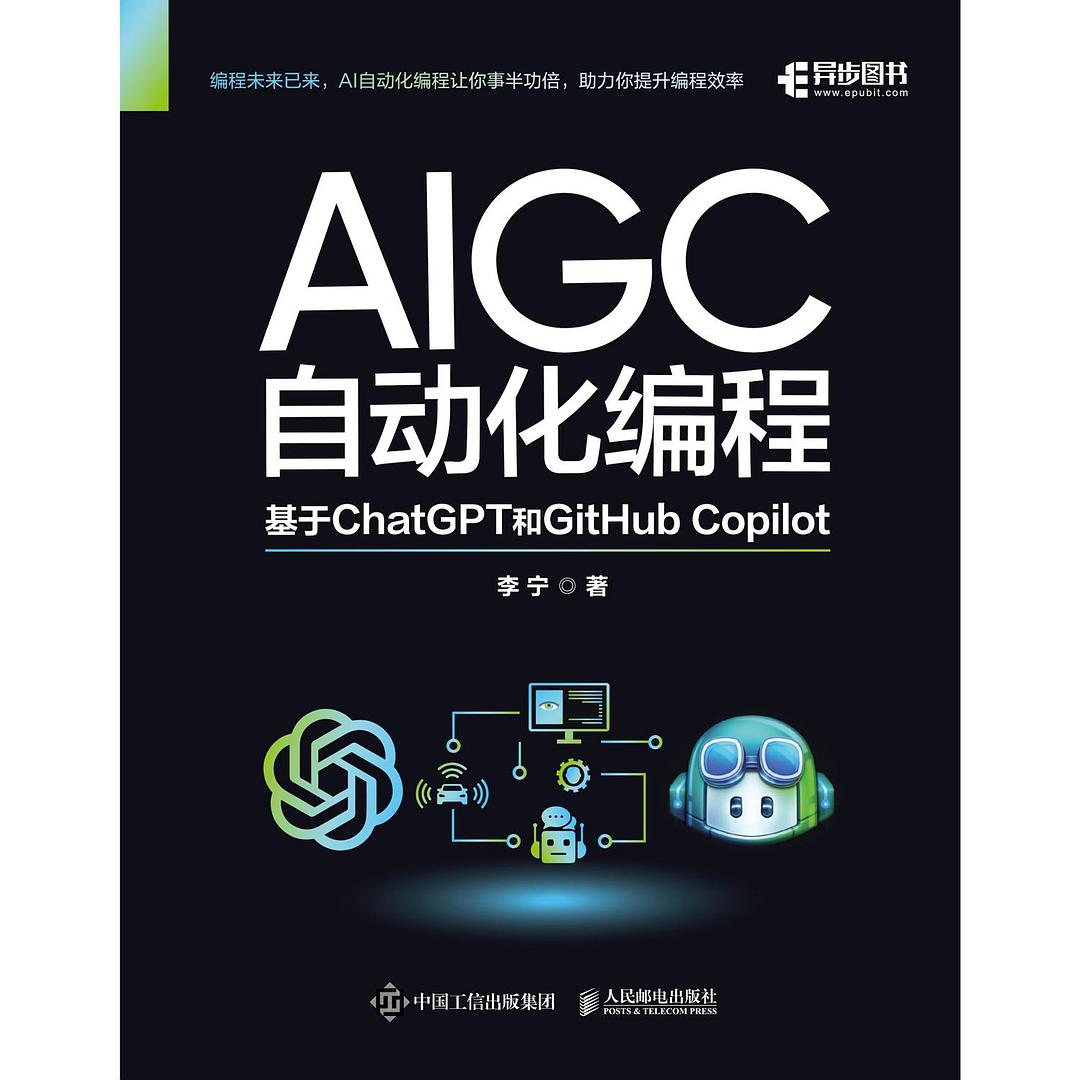 编程未来已来，AI自动化编程让你事半功倍，助力你提升编程效率
异步图书
www.epubit.com
AIGC
自动化编程
基于ChatGPT和GitHub Copilot
李宁◎著
中国工信出版集团
人民邮电出版社
POSTS & TELECOM PRESS